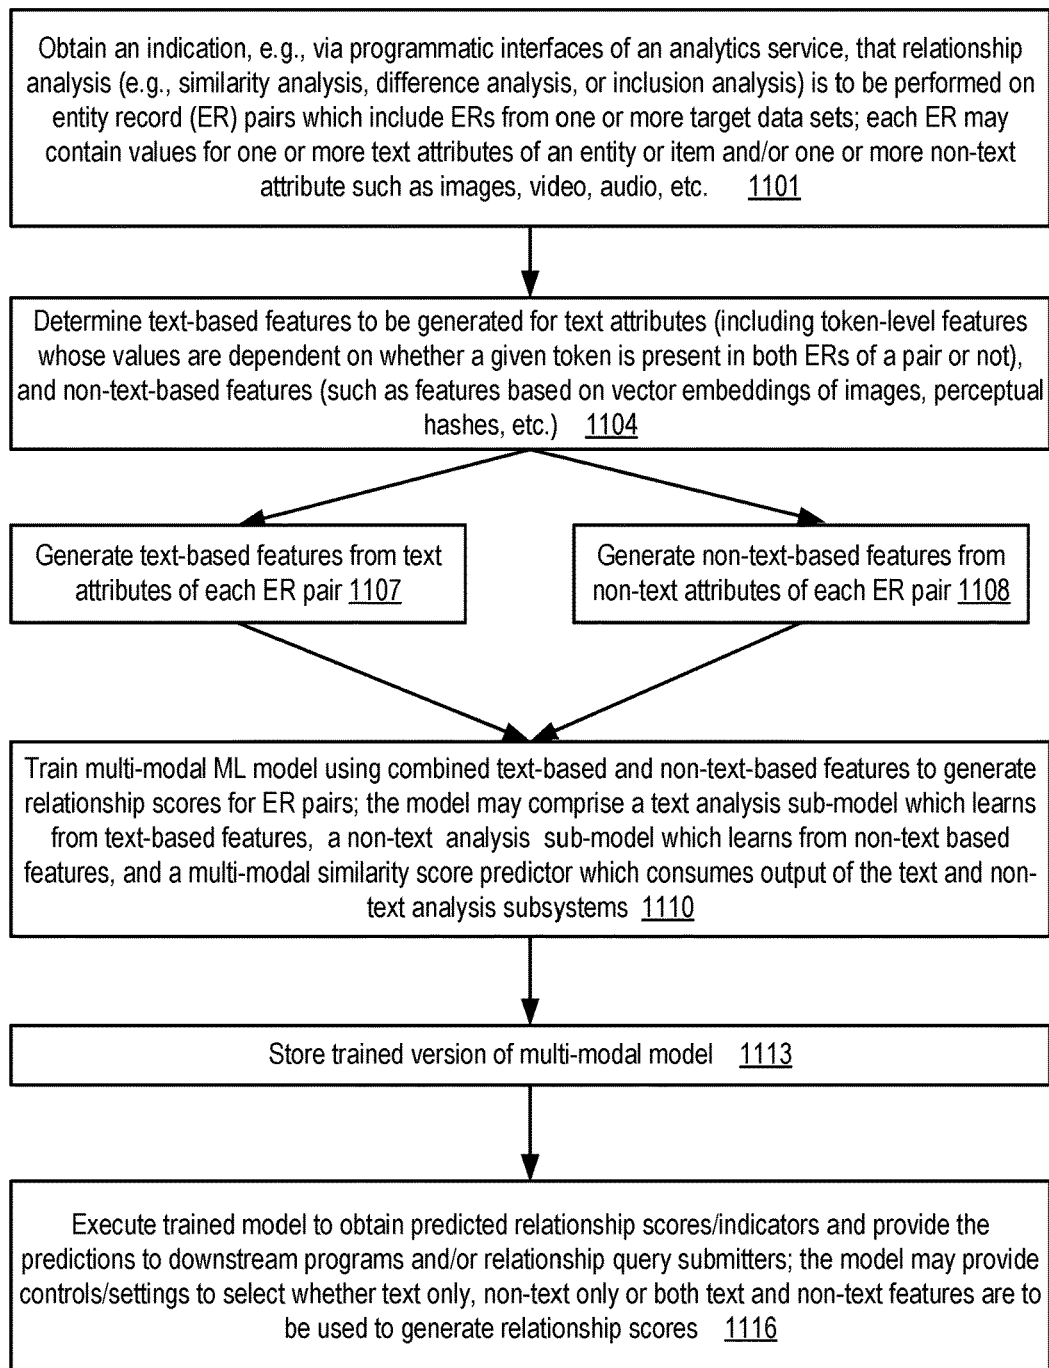 Obtain an indication, e.g., via programmatic interfaces of an analytics service, that relationship
analysis (e.g., similarity analysis, difference analysis, or inclusion analysis) is to be performed on
entity record (ER) pairs which include ERs from one or more target data sets; each ER may
contain values for one or more text attributes of an entity or item and/or one or more non-text
attribute such as images, video, audio, etc. 1101
Determine text-based features to be generated for text attributes (including token-level features
whose values are dependent on whether a given token is present in both ERs of a pair or not),
and non-text-based features (such as features based on vector embeddings of images, perceptual
hashes, etc.) 1104
Generate text-based features from text
attributes of each ER pair 1107
Generate non-text-based features from
non-text attributes of each ER pair 1108
Train multi-modal ML model using combined text-based and non-text-based features to generate
relationship scores for ER pairs; the model may comprise a text analysis sub-model which learns
from text-based features, a non-text analysis sub-model which learns from non-text based
features, and a multi-modal similarity score predictor which consumes output of the text and non-
text analysis subsystems 1110
Store trained version of multi-modal model 1113
Execute trained model to obtain predicted relationship scores/indicators and provide the
predictions to downstream programs and/or relationship query submitters; the model may provide
controls/settings to select whether text only, non-text only or both text and non-text features are to
be used to generate relationship scores 1116